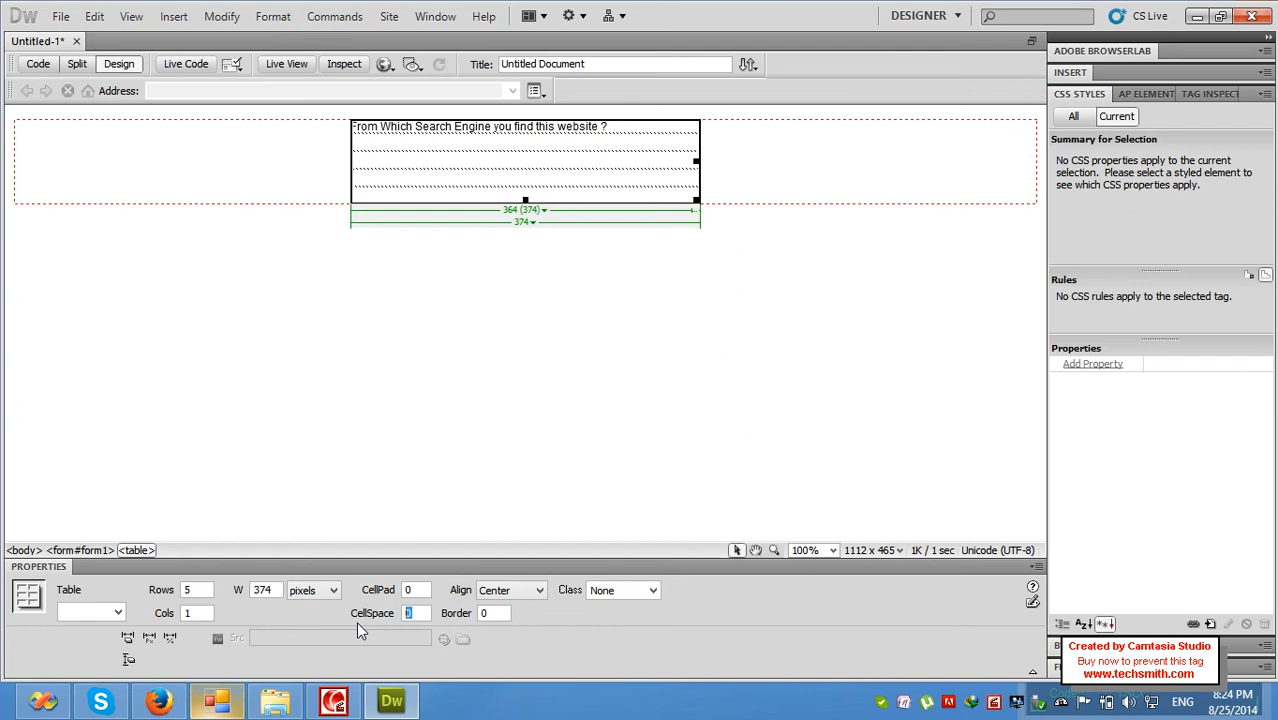 Dw File Edit View Insert Modify Format Commands Site Window Help DESIGNER CS Live
Untitled-1*
Code Split Design Live Code Live View Inspect Title: Untitled Document
Address:
ADOBE BROWSERLAB
INSERT
CSS STYLES AP ELEMENT TAG INSPECT
All Current
Summary for Selection
No CSS properties apply to the current
selection. Please select a styled element
to see which CSS properties apply.
Rules
No CSS rules apply to the selected tag.
Properties
Add Property
From Which Search Engine you find this website ?
364 (374)
374
<body> <form#form1> <table> 100% 1112 x 465 1K / 1 sec Unicode (UTF-8)
PROPERTIES
Table Rows 5 W 374 pixels CellPad 0 Align Center Class None
Cols 1 CellSpace 0 Border 0
Src
Created by Camtasia Studio
Buy now to prevent this tag
www.techsmith.com
Dw
ENG
8:24 PM
8/25/2014